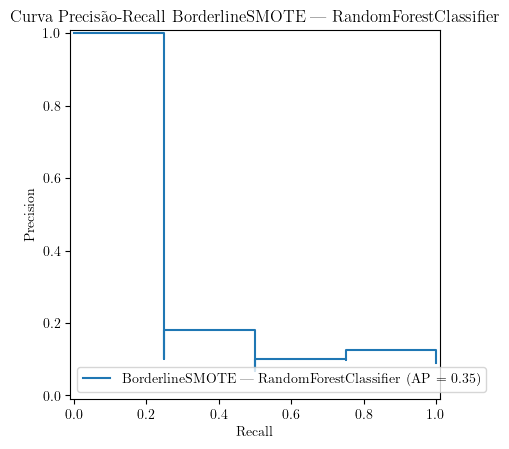 Curva Precisão-Recall BorderlineSMOTE — RandomForestClassifier
1.0
0.8
0.6
0.4
0.2
0.0
Precision
BorderlineSMOTE — RandomForestClassifier (AP = 0.35)
0.0 0.2 0.4 0.6 0.8 1.0
Recall